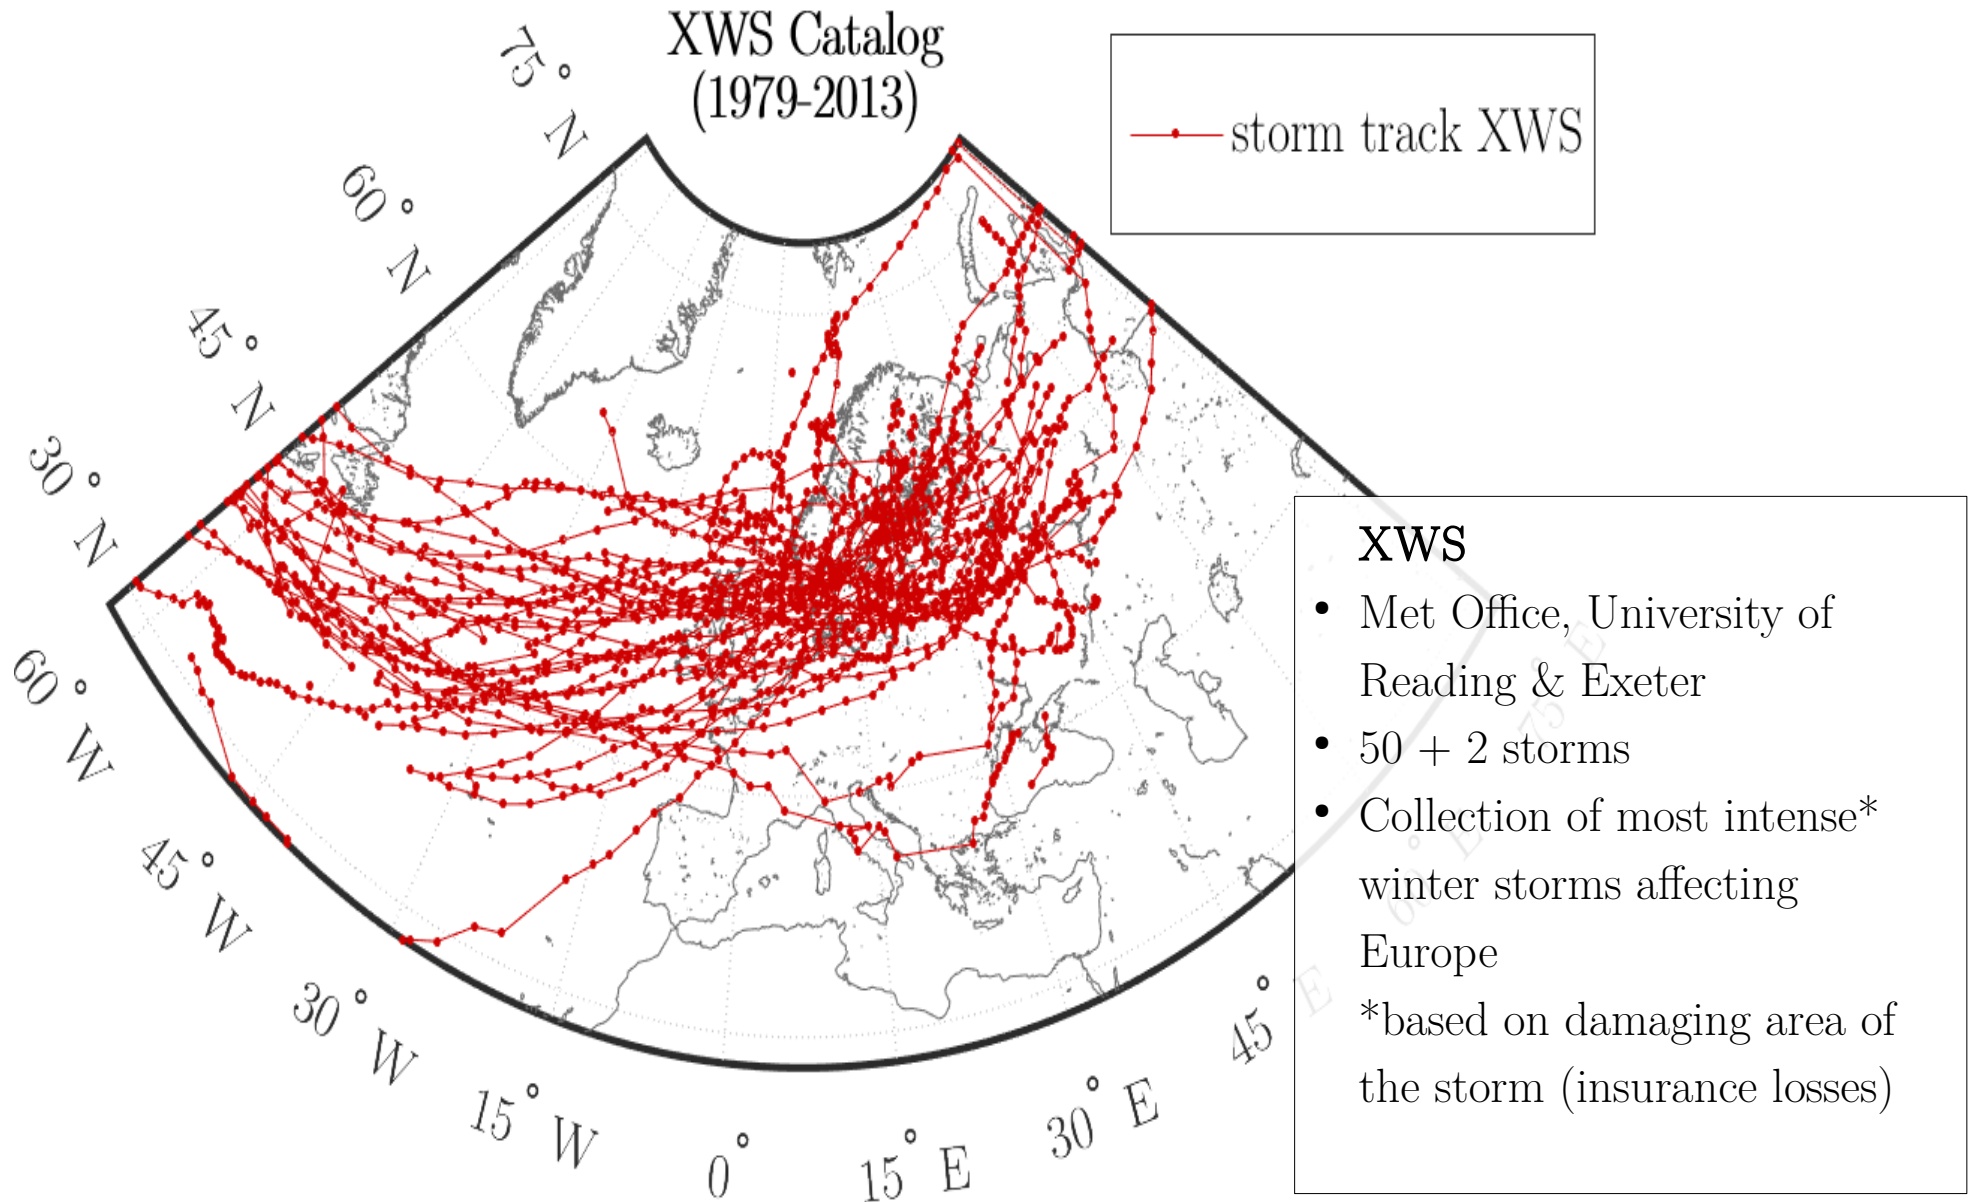 XWS Catalog
(1979-2013)
storm track XWS
75° N
60° N
45° N
30° N
60° W
45° W
30° W
15° W
0°
15° E
30° E
45° E
60° E
75° E
XWS
• Met Office, University of
Reading & Exeter
• 50 + 2 storms
• Collection of most intense*
winter storms affecting
Europe
*based on damaging area of
the storm (insurance losses)